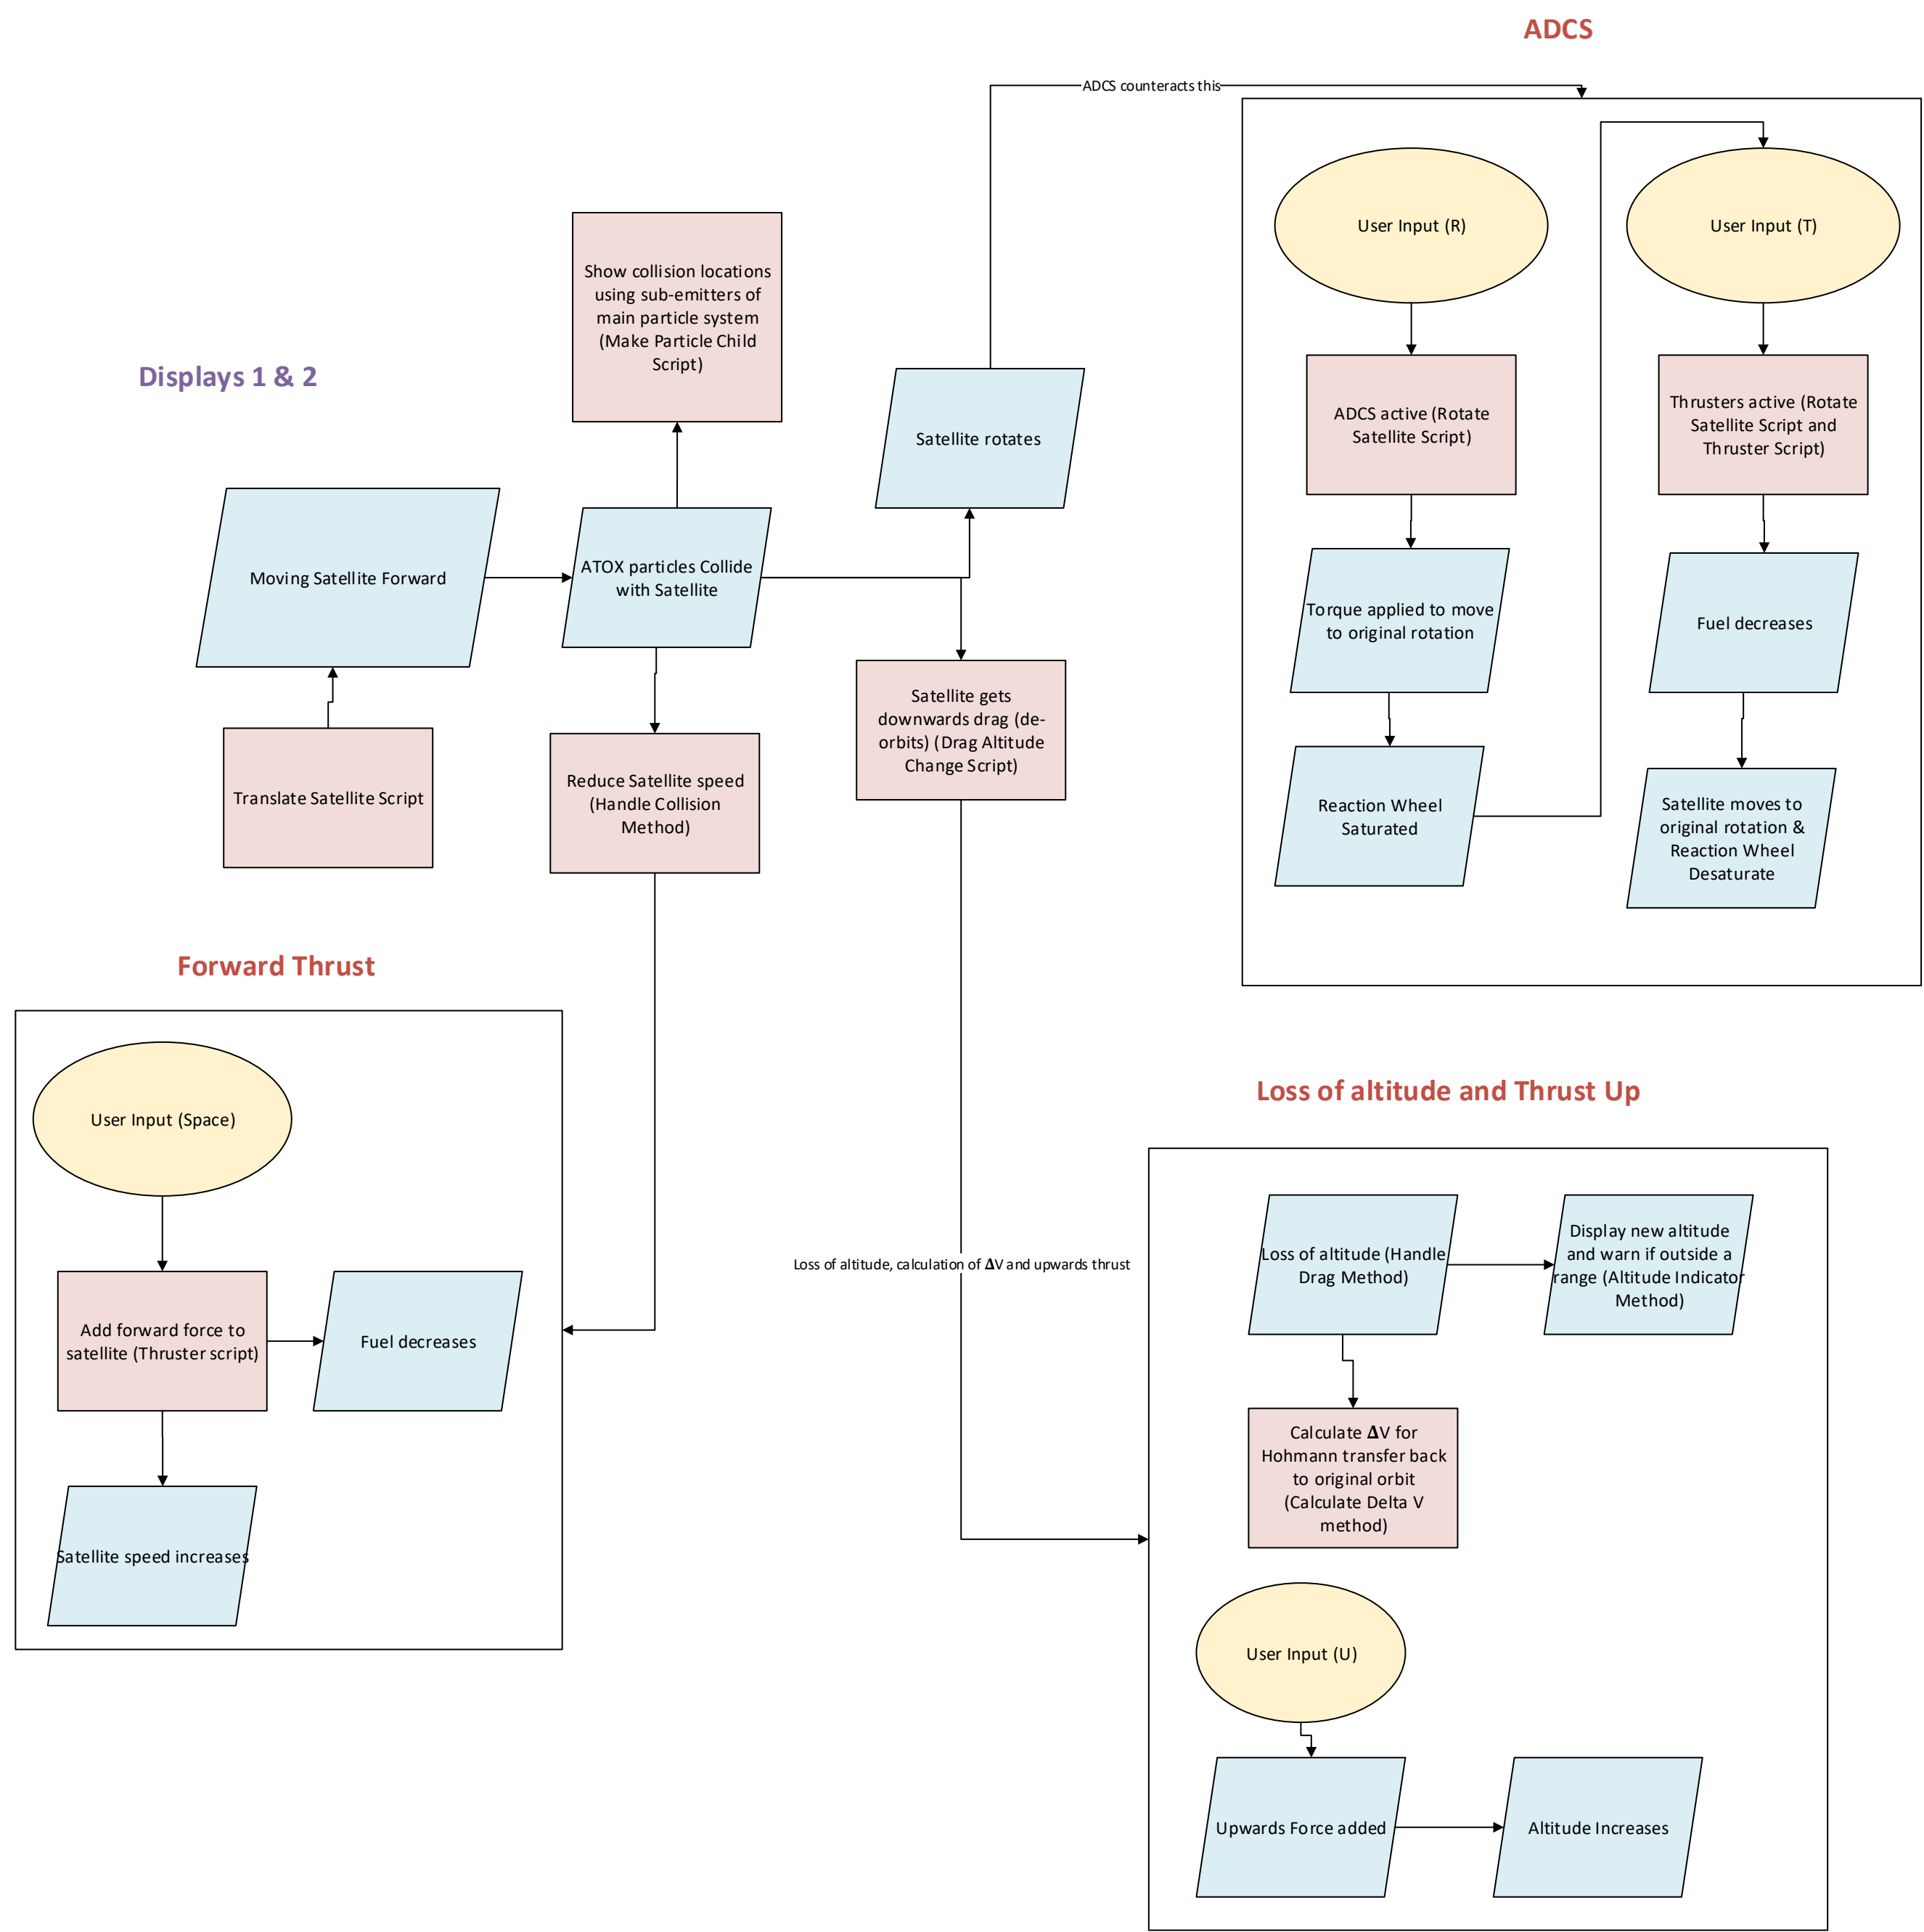 ADCS
ADCS counteracts this
User Input (R)
User Input (T)
Show collision locations
using sub-emitters of
main particle system
(Make Particle Child
Script)
Displays 1 & 2
Satellite rotates
ADCS active (Rotate
Satellite Script)
Thrusters active (Rotate
Satellite Script and
Thruster Script)
Moving Satellite Forward
ATOX particles Collide
with Satellite
Torque applied to move
to original rotation
Fuel decreases
Satellite gets
downwards drag (de-
orbits) (Drag Altitude
Change Script)
Translate Satellite Script
Reduce Satellite speed
(Handle Collision
Method)
Reaction Wheel
Saturated
Satellite moves to
original rotation &
Reaction Wheel
Desaturate
Forward Thrust
User Input (Space)
Add forward force to
satellite (Thruster script)
Fuel decreases
Satellite speed increases
Loss of altitude and Thrust Up
Loss of altitude, calculation of ΔV and upwards thrust
Loss of altitude (Handle
Drag Method)
Display new altitude
and warn if outside a
range (Altitude Indicator
Method)
Calculate ΔV for
Hohmann transfer back
to original orbit
(Calculate Delta V
method)
User Input (U)
Upwards Force added
Altitude Increases